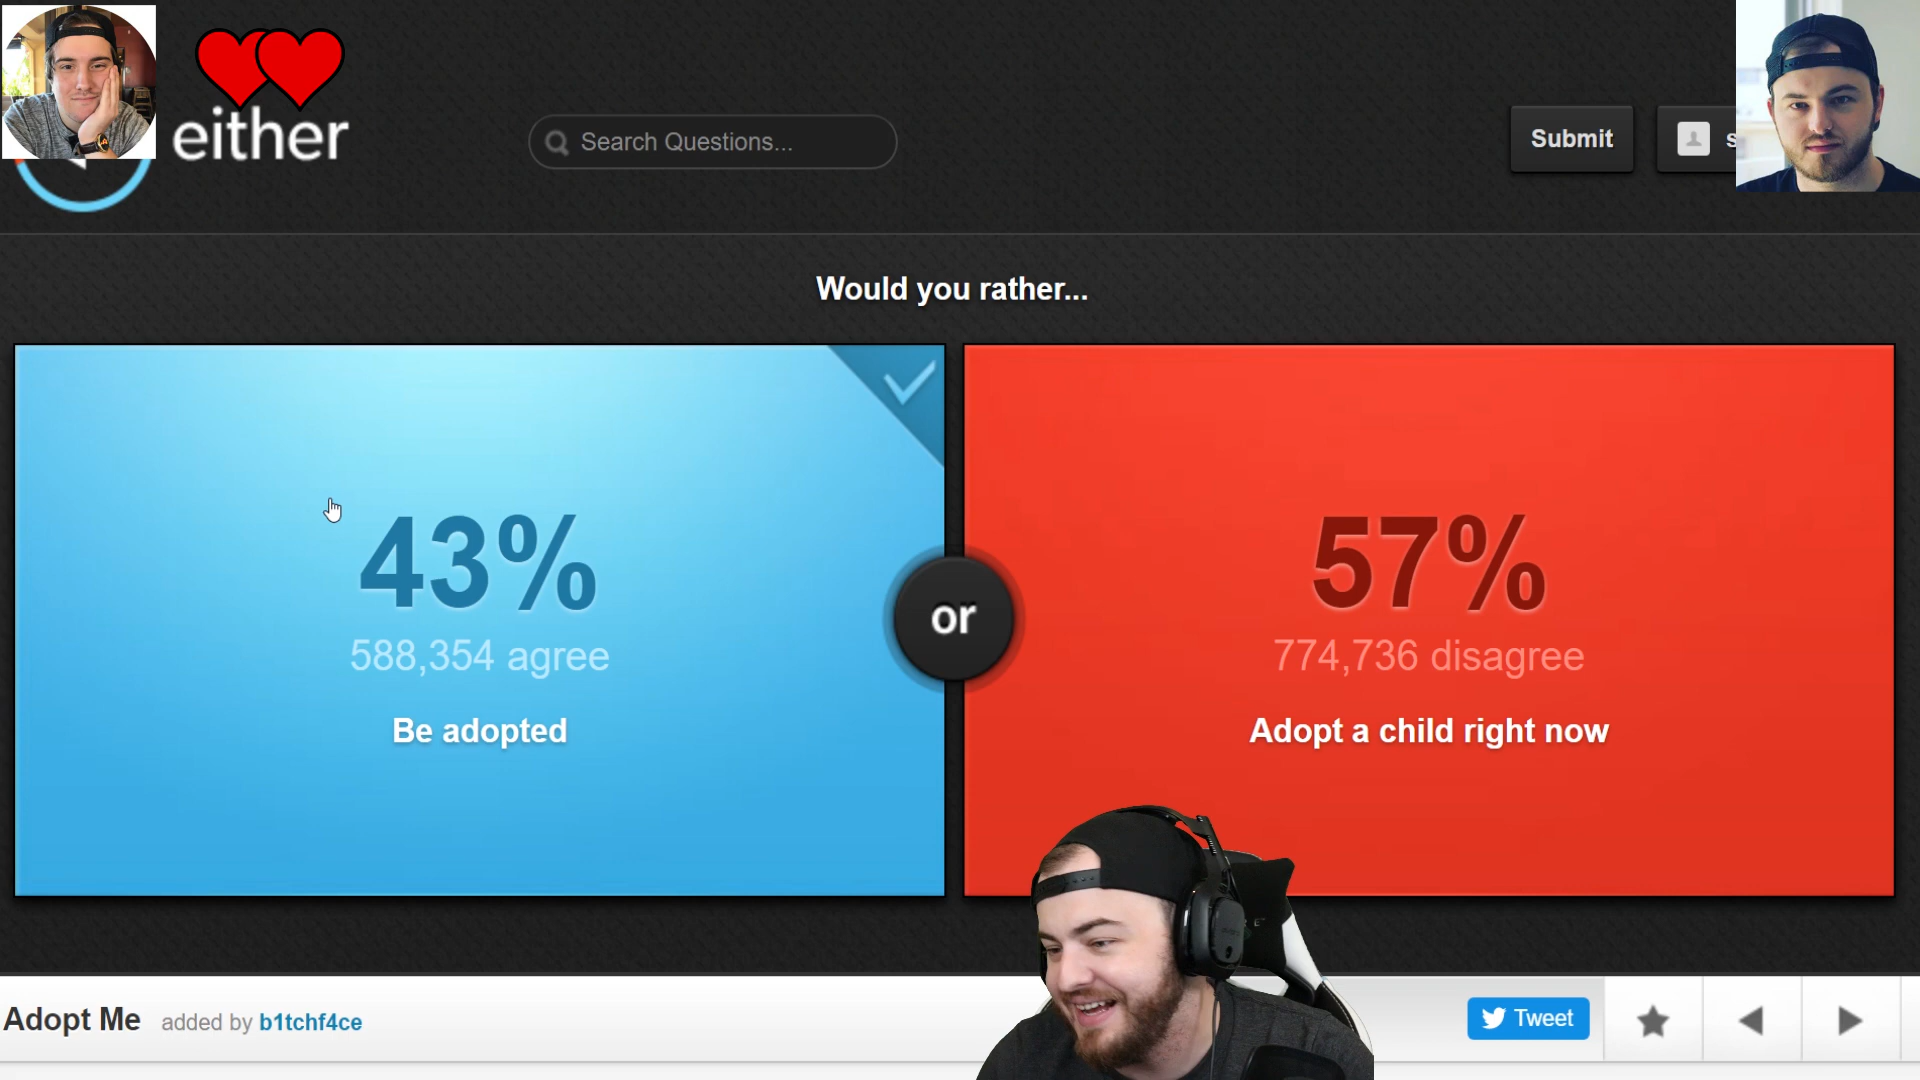 either
Search Questions...
Submit
s
Would you rather...
43%
588,354 agree
Be adopted
or
57%
774,736 disagree
Adopt a child right now
Adopt Me added by b1tchf4ce
Tweet